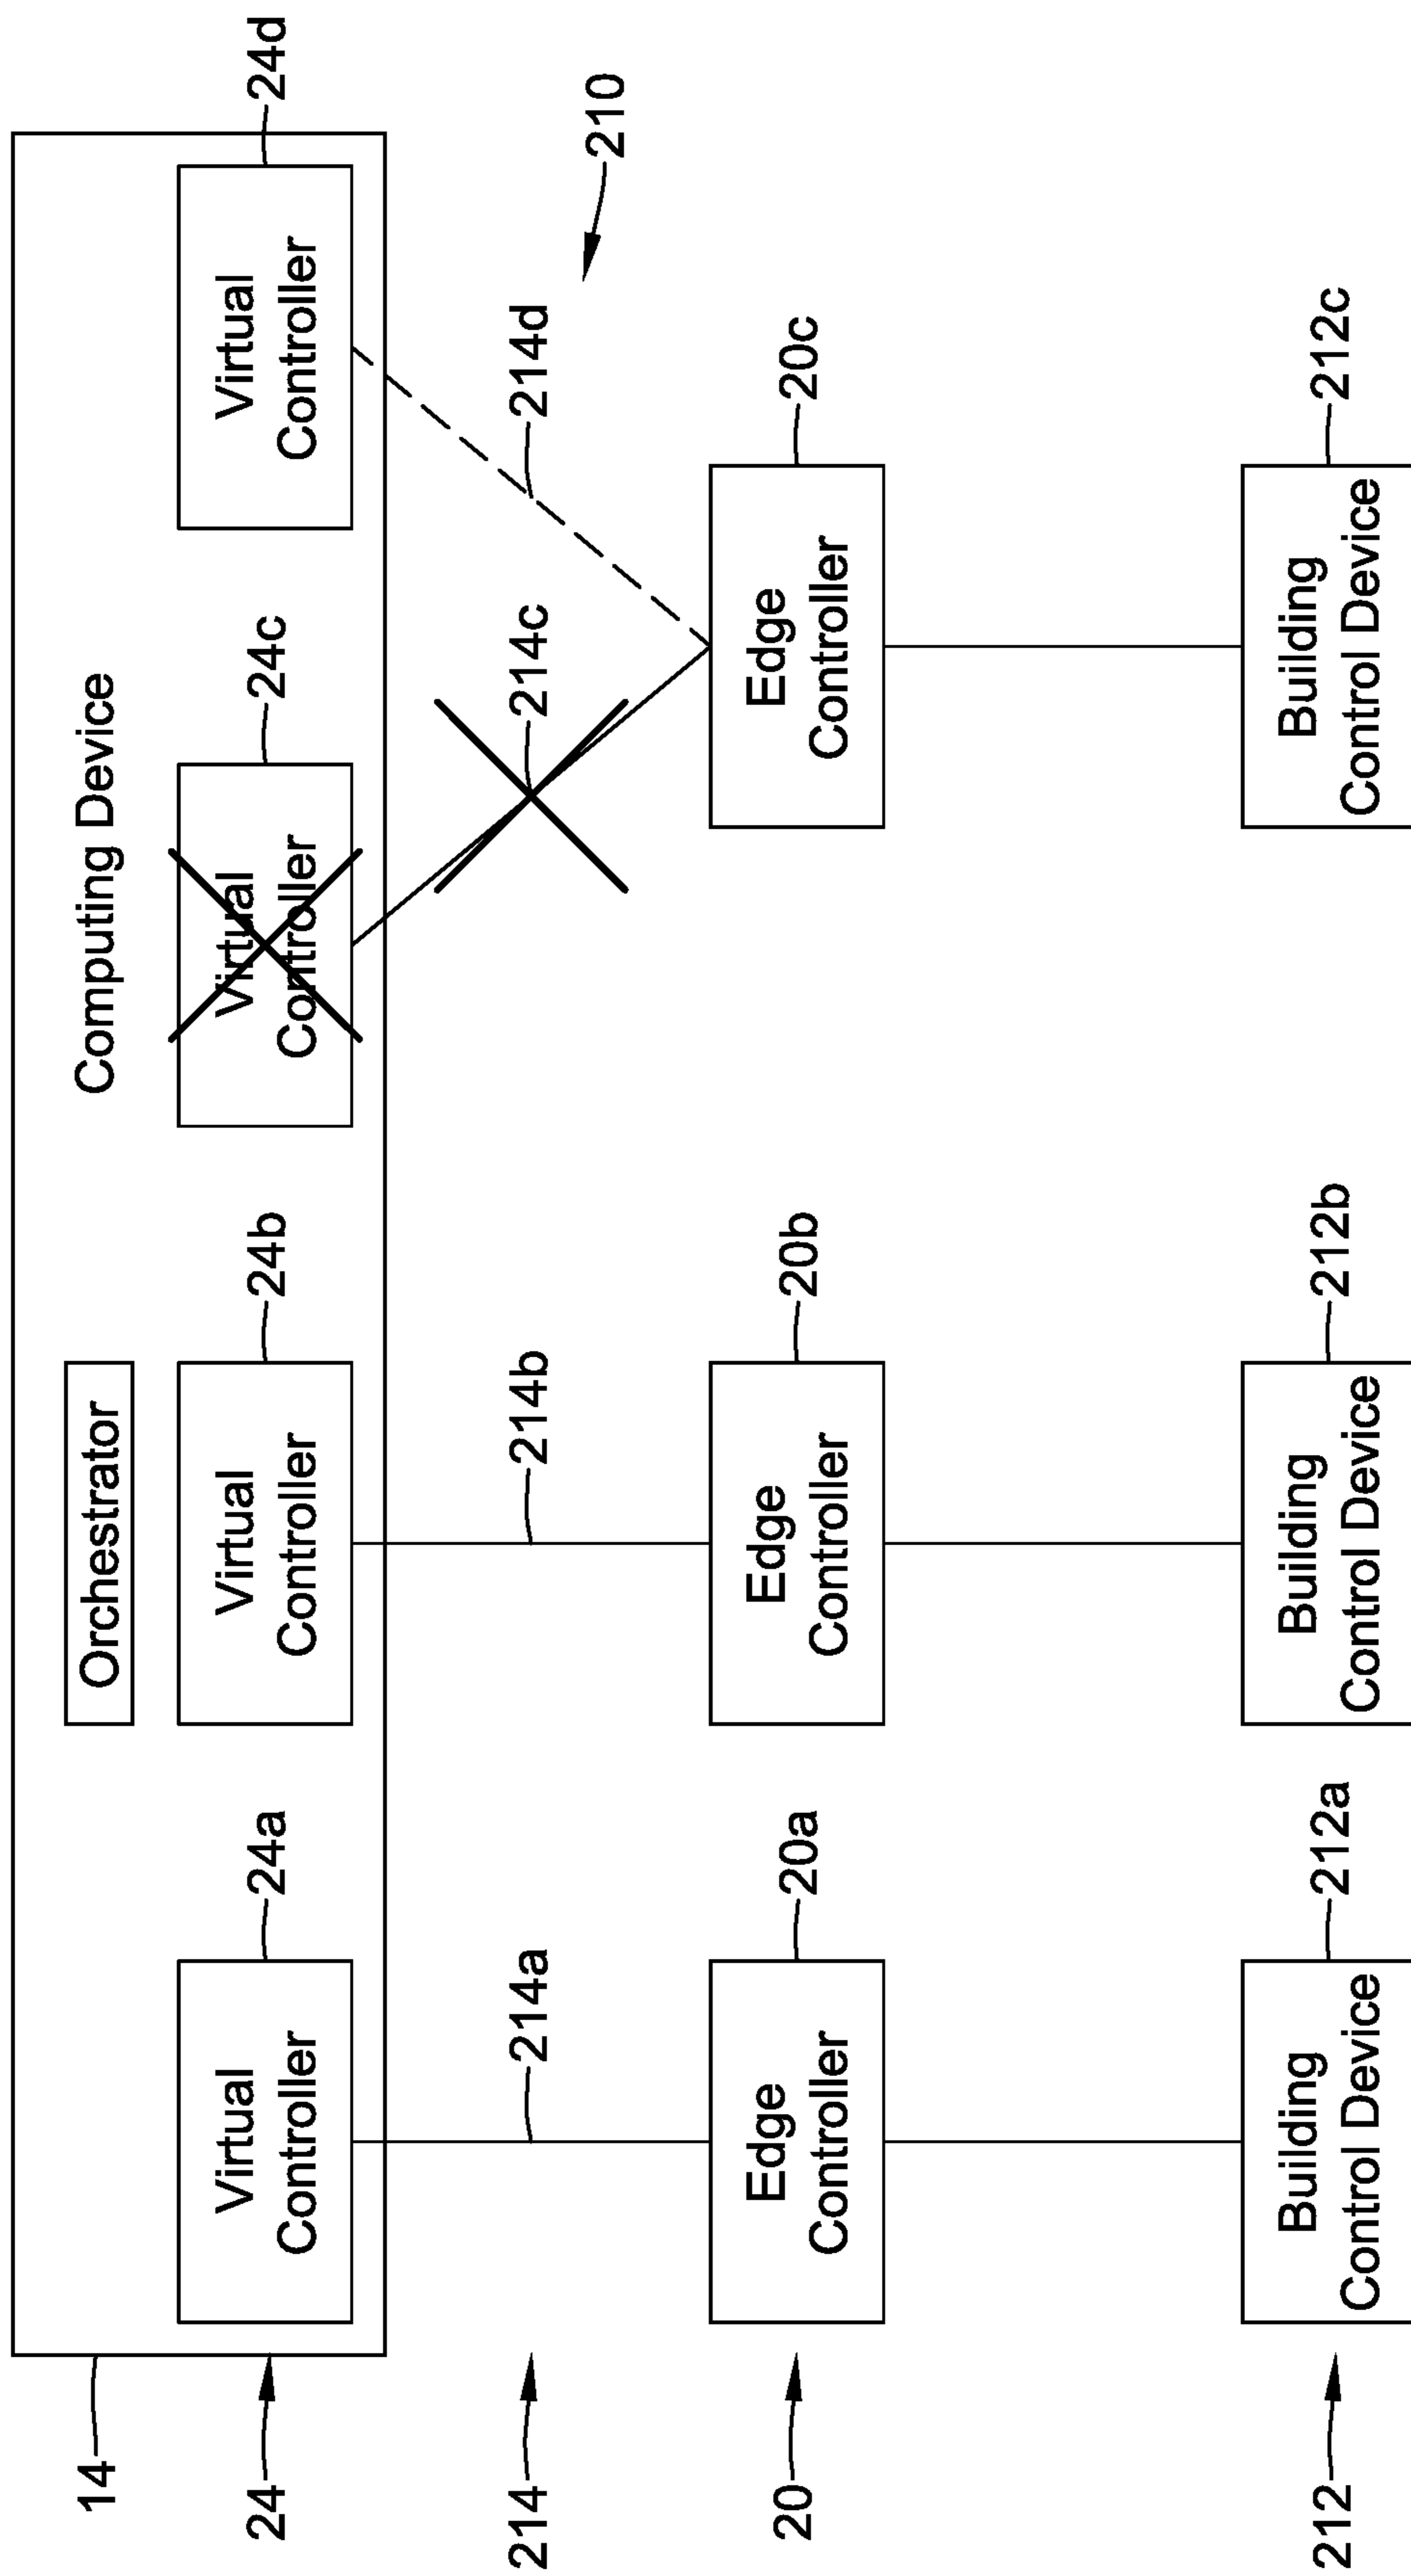 Computing Device
14
Orchestrator
24
Virtual
Controller
24a
Virtual
Controller
24b
Virtual
Controller
24c
Virtual
Controller
24d
214
214a
214b
214c
214d
210
20
Edge
Controller
20a
Edge
Controller
20b
Edge
Controller
20c
212
Building
Control Device
212a
Building
Control Device
212b
Building
Control Device
212c